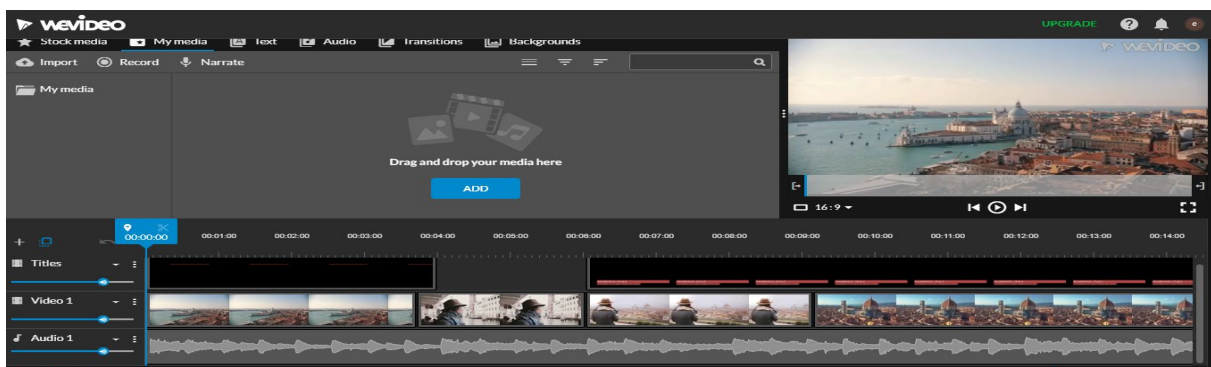 WeVideo
UPGRADE ? e
Stock media My media Text Audio Transitions Backgrounds
WeVideo
Import Record Narrate
My media
Drag and drop your media here
ADD
16:9
00:00:00 00:01:00 00:02:00 00:03:00 00:04:00 00:05:00 00:06:00 00:07:00 00:08:00 00:09:00 00:10:00 00:11:00 00:12:00 00:13:00 00:14:00
Titles
Video 1
Audio 1